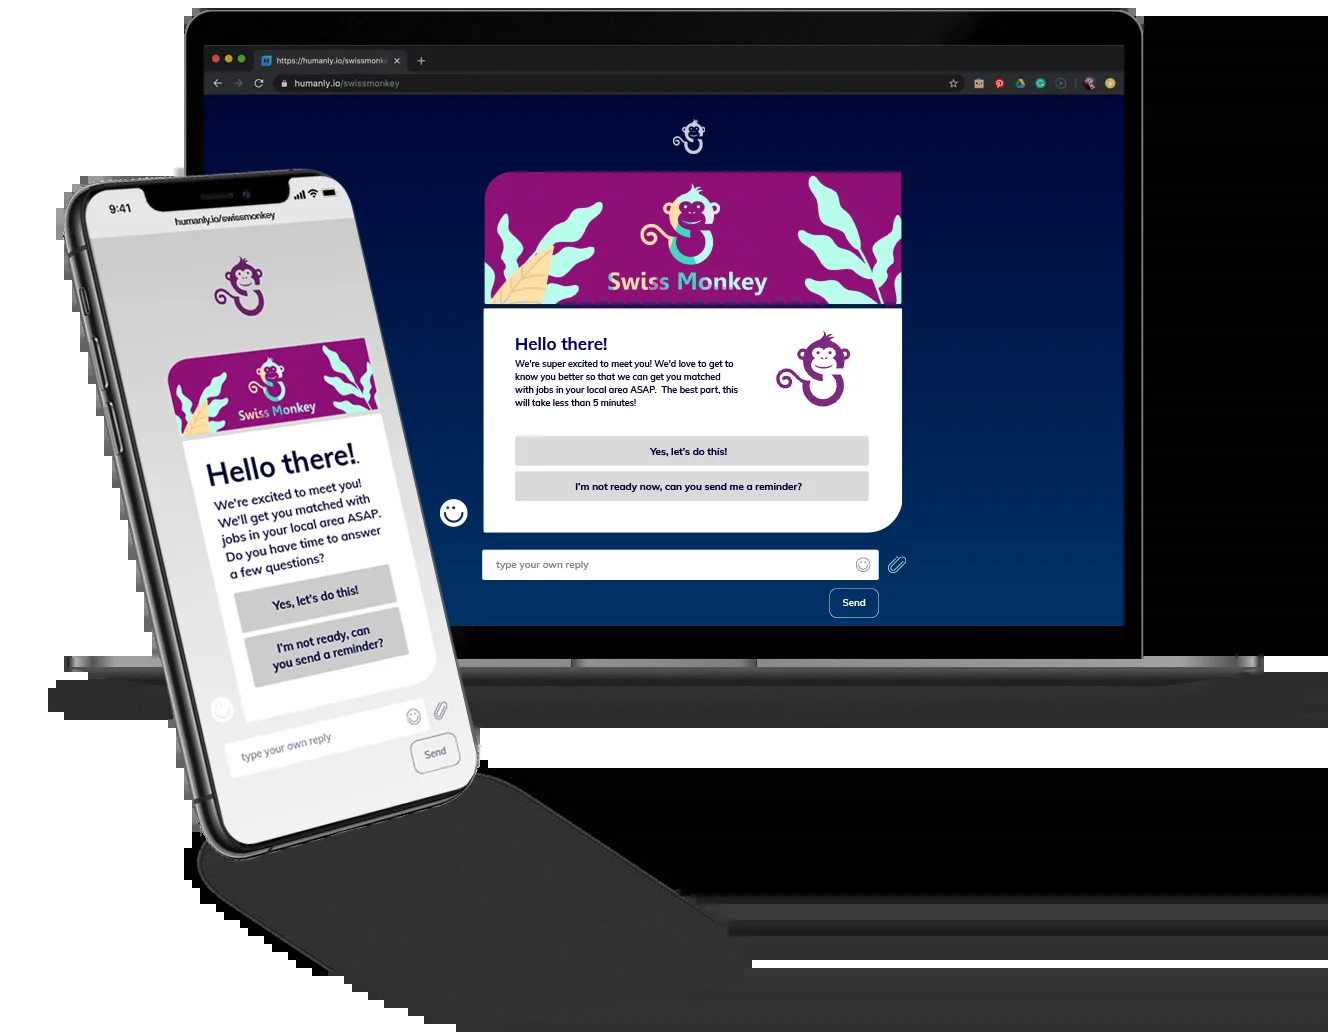 https://humanly.io/swissmonke
humanly.io/swissmonkey
Swiss Monkey
Hello there!
We're super excited to meet you! We'd love to get to
know you better so that we can get you matched
with jobs in your local area ASAP. The best part, this
will take less than 5 minutes!
Yes, let's do this!
I'm not ready now, can you send me a reminder?
type your own reply
Send
9:41
humanly.io/swissmonkey
Swiss Monkey
Hello there!.
We're excited to meet you!
We'll get you matched with
jobs in your local area ASAP.
Do you have time to answer
a few questions?
Yes, let's do this!
I'm not ready, can
you send a reminder?
type your own reply
Send